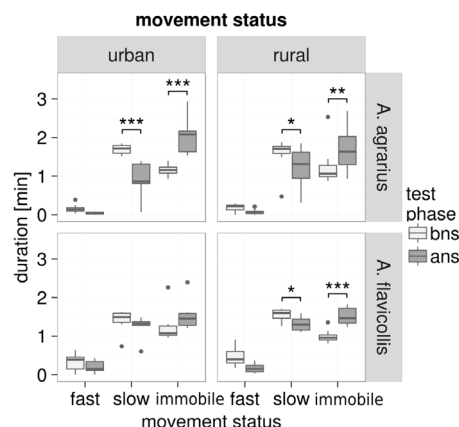 movement status
urban rural
*** *** * **
A. agrarius
3
2
1
0
duration [min]
test
phase
bns
ans
* ***
A. flavicollis
3
2
1
0
fast slow immobile fast slow immobile
movement status